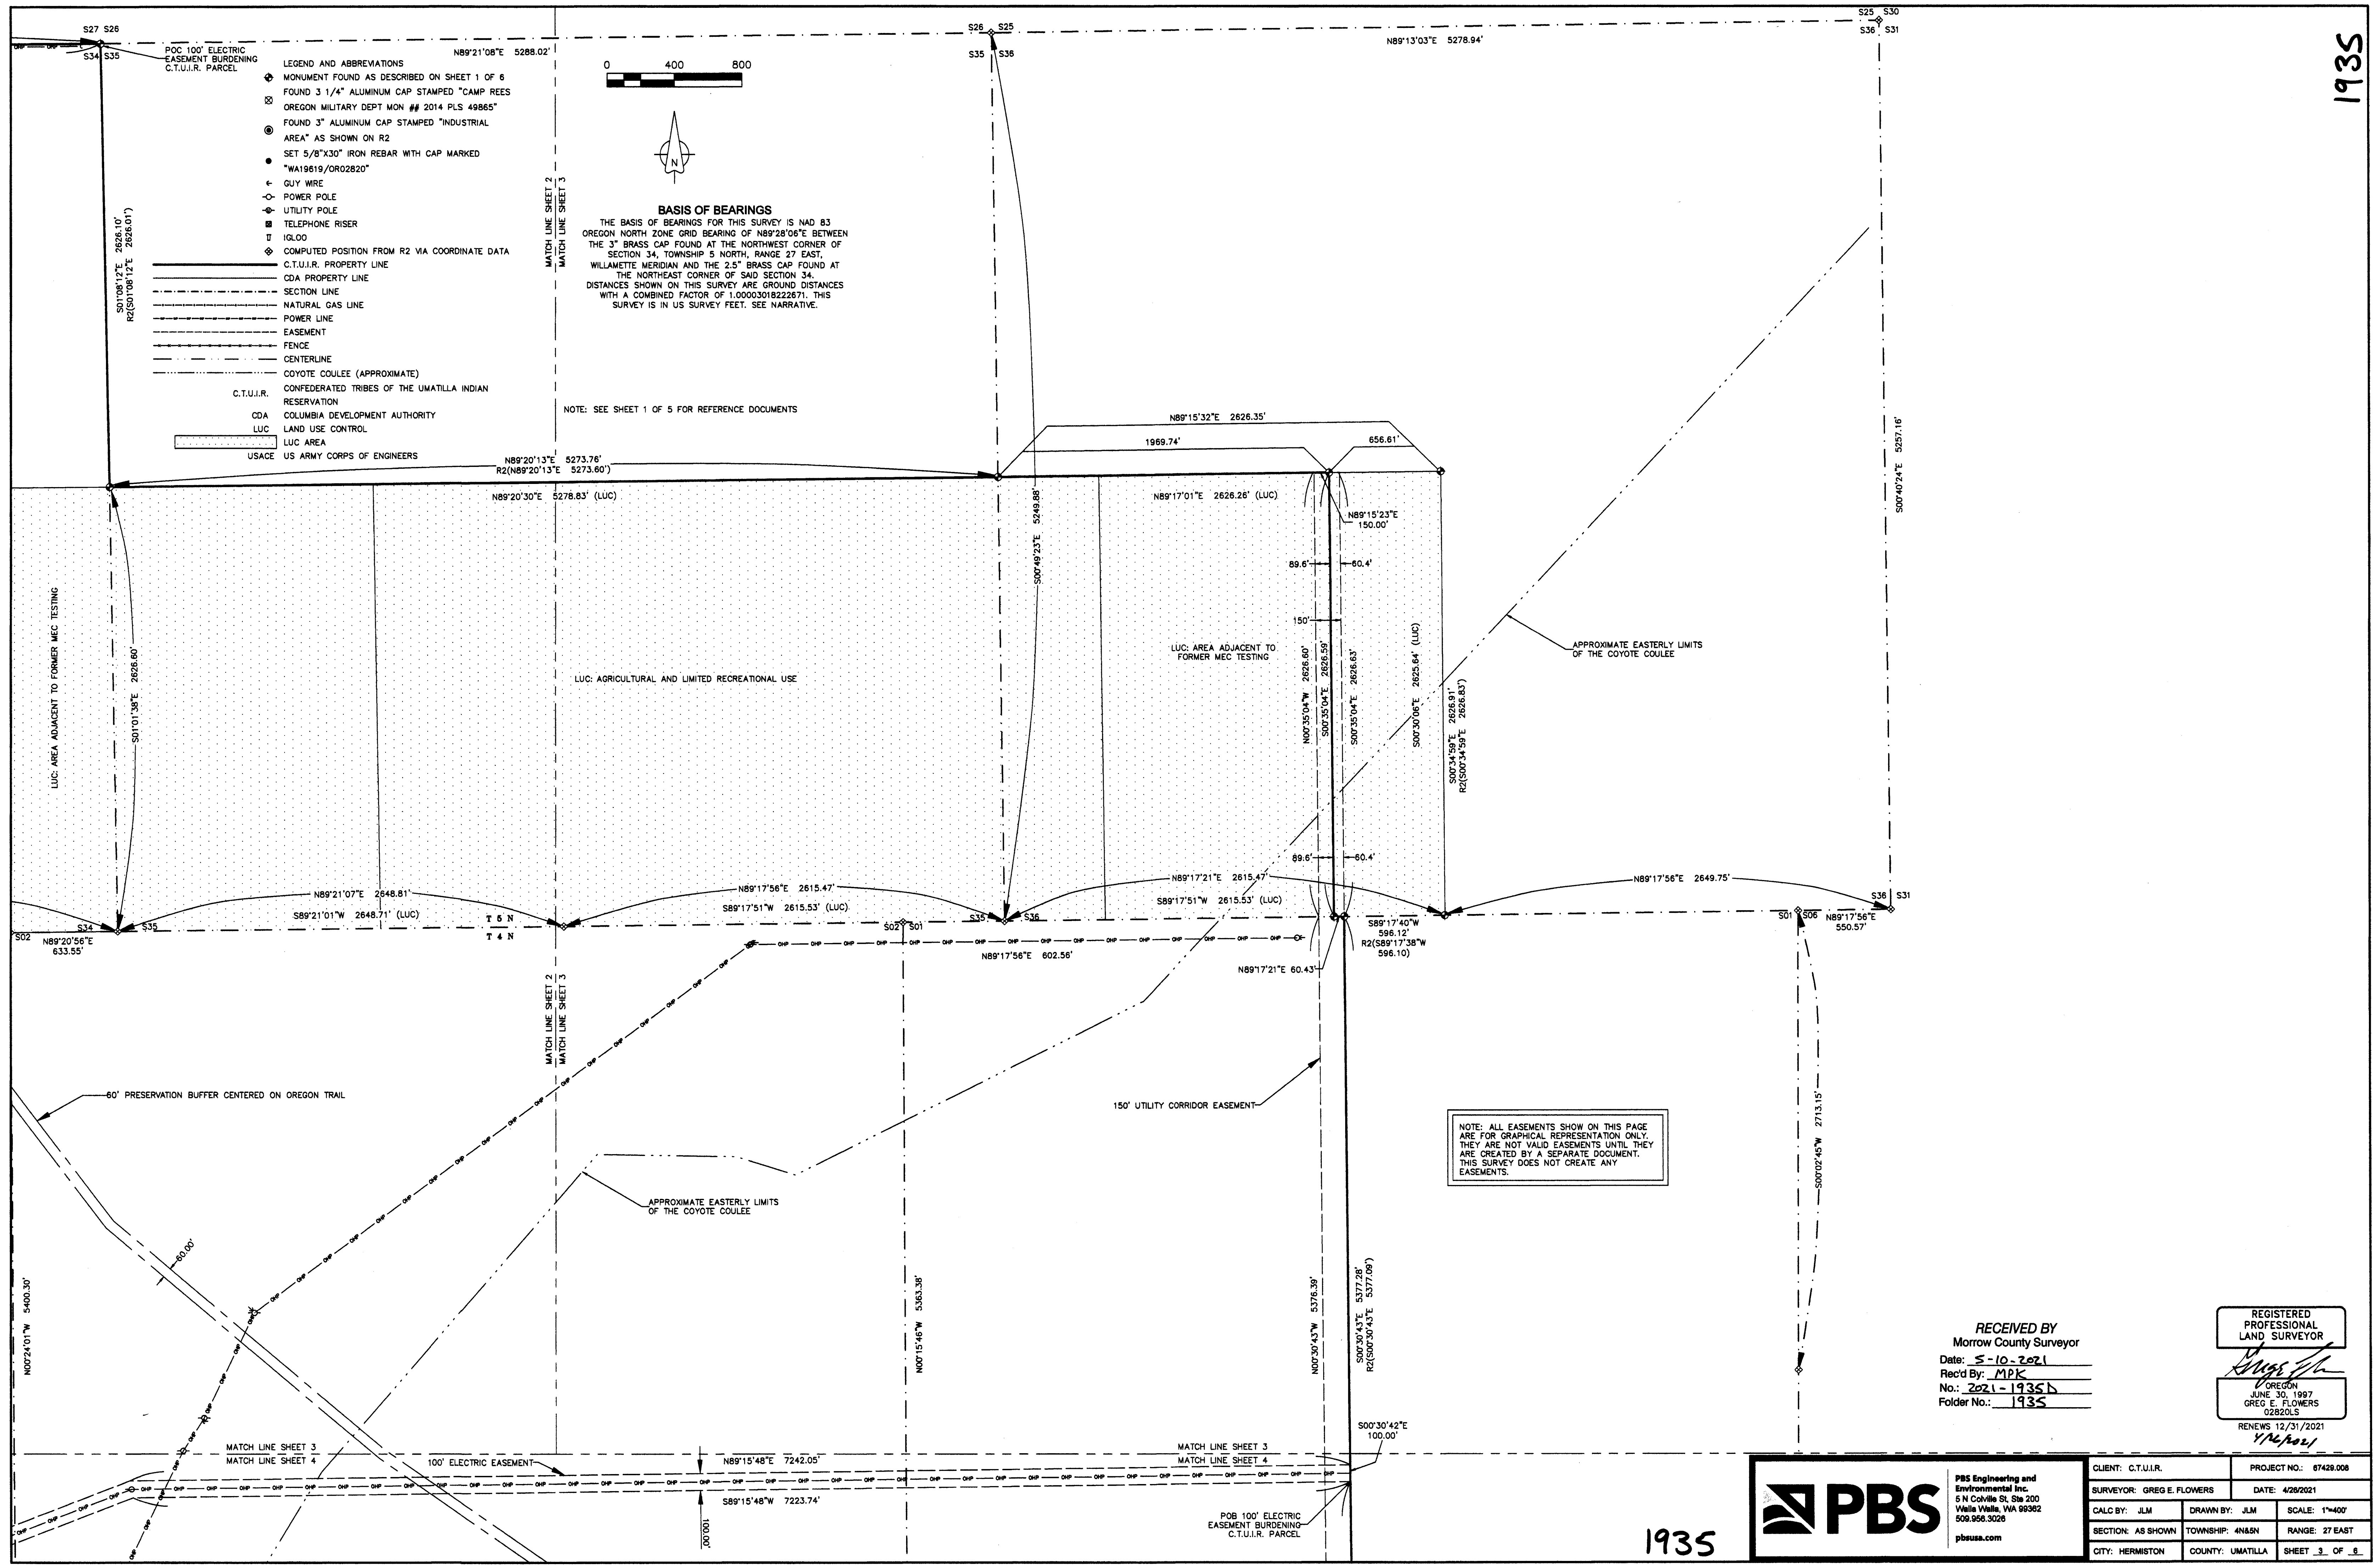 S27 S26
S34 S35
POC 100' ELECTRIC
EASEMENT BURDENING
C.T.U.I.R. PARCEL
N89°21'08"E 5288.02'
S26 S25
S35 S36
N89°13'03"E 5278.94'
S25 S30
S36 S31
1935
LEGEND AND ABBREVIATIONS
MONUMENT FOUND AS DESCRIBED ON SHEET 1 OF 6
FOUND 3 1/4" ALUMINUM CAP STAMPED "CAMP REES
OREGON MILITARY DEPT MON ## 2014 PLS 49865"
FOUND 3" ALUMINUM CAP STAMPED "INDUSTRIAL
AREA" AS SHOWN ON R2
SET 5/8"X30" IRON REBAR WITH CAP MARKED
"WA19619/OR02820"
GUY WIRE
POWER POLE
UTILITY POLE
TELEPHONE RISER
IGLOO
COMPUTED POSITION FROM R2 VIA COORDINATE DATA
C.T.U.I.R. PROPERTY LINE
CDA PROPERTY LINE
SECTION LINE
NATURAL GAS LINE
POWER LINE
EASEMENT
FENCE
CENTERLINE
COYOTE COULEE (APPROXIMATE)
C.T.U.I.R. CONFEDERATED TRIBES OF THE UMATILLA INDIAN
RESERVATION
CDA COLUMBIA DEVELOPMENT AUTHORITY
LUC LAND USE CONTROL
LUC AREA
USACE US ARMY CORPS OF ENGINEERS
S01°08'12"E 2626.10'
R2(S01°08'12"E 2626.01')
MATCH LINE SHEET 2
MATCH LINE SHEET 3
0 400 800
N
BASIS OF BEARINGS
THE BASIS OF BEARINGS FOR THIS SURVEY IS NAD 83
OREGON NORTH ZONE GRID BEARING OF N89°28'06"E BETWEEN
THE 3" BRASS CAP FOUND AT THE NORTHWEST CORNER OF
SECTION 34, TOWNSHIP 5 NORTH, RANGE 27 EAST,
WILLAMETTE MERIDIAN AND THE 2.5" BRASS CAP FOUND AT
THE NORTHEAST CORNER OF SAID SECTION 34.
DISTANCES SHOWN ON THIS SURVEY ARE GROUND DISTANCES
WITH A COMBINED FACTOR OF 1.00003018222671. THIS
SURVEY IS IN US SURVEY FEET. SEE NARRATIVE.
NOTE: SEE SHEET 1 OF 5 FOR REFERENCE DOCUMENTS
N89°15'32"E 2626.35'
1969.74'
656.61'
N89°20'13"E 5273.76'
R2(N89°20'13"E 5273.60')
N89°20'30"E 5278.83' (LUC)
S00°49'23"E 5249.88'
N89°17'01"E 2626.26' (LUC)
N89°15'23"E
150.00'
S00°40'24"E 5257.16'
89.6'
60.4'
150'
LUC: AREA ADJACENT TO FORMER MEC TESTING
S01°01'38"E 2626.60'
LUC: AGRICULTURAL AND LIMITED RECREATIONAL USE
LUC: AREA ADJACENT TO
FORMER MEC TESTING
N00°35'04"W 2626.60'
S00°35'04"E 2626.59'
S00°35'04"E 2626.63'
S00°30'06"E 2625.64' (LUC)
S00°34'59"E 2626.91'
R2(S00°34'59"E 2626.83')
APPROXIMATE EASTERLY LIMITS
OF THE COYOTE COULEE
89.6'
60.4'
N89°21'07"E 2648.81'
S89°21'01"W 2648.71' (LUC)
N89°17'56"E 2615.47'
S89°17'51"W 2615.53' (LUC)
N89°17'21"E 2615.47'
S89°17'51"W 2615.53' (LUC)
N89°17'56"E 2649.75'
S02
N89°20'56"E
633.55'
S34 S35
T 5 N
T 4 N
S02 S01
S35 S36
S89°17'40"W
596.12'
R2(S89°17'38"W
596.10)
S01 S06
S36 S31
N89°17'56"E
550.57'
OHP OHP OHP OHP OHP OHP OHP OHP OHP
N89°17'56"E 602.56'
N89°17'21"E 60.43'
MATCH LINE SHEET 2
MATCH LINE SHEET 3
60' PRESERVATION BUFFER CENTERED ON OREGON TRAIL
150' UTILITY CORRIDOR EASEMENT
NOTE: ALL EASEMENTS SHOW ON THIS PAGE
ARE FOR GRAPHICAL REPRESENTATION ONLY.
THEY ARE NOT VALID EASEMENTS UNTIL THEY
ARE CREATED BY A SEPARATE DOCUMENT.
THIS SURVEY DOES NOT CREATE ANY
EASEMENTS.
S00°02'45"W 2713.15'
APPROXIMATE EASTERLY LIMITS
OF THE COYOTE COULEE
60.00'
N00°24'01"W 5400.30'
N00°15'46"W 5363.38'
N00°30'43"W 5376.39'
S00°30'43"E 5377.28'
R2(S00°30'43"E 5377.09')
S00°30'42"E
100.00'
MATCH LINE SHEET 3
MATCH LINE SHEET 4
100' ELECTRIC EASEMENT
N89°15'48"E 7242.05'
MATCH LINE SHEET 3
MATCH LINE SHEET 4
S89°15'48"W 7223.74'
100.00'
POB 100' ELECTRIC
EASEMENT BURDENING
C.T.U.I.R. PARCEL
1935
RECEIVED BY
Morrow County Surveyor
Date: 5-10-2021
Rec'd By: MPK
No.: 2021-1935D
Folder No.: 1935
REGISTERED
PROFESSIONAL
LAND SURVEYOR
OREGON
JUNE 30, 1997
GREG E. FLOWERS
02820LS
RENEWS 12/31/2021
4/26/2021
PBS
PBS Engineering and
Environmental Inc.
5 N Colville St, Ste 200
Walla Walla, WA 99362
509.956.3026
pbsusa.com
CLIENT: C.T.U.I.R. PROJECT NO.: 67429.008
SURVEYOR: GREG E. FLOWERS DATE: 4/26/2021
CALC BY: JLM DRAWN BY: JLM SCALE: 1"=400'
SECTION: AS SHOWN TOWNSHIP: 4N&5N RANGE: 27 EAST
CITY: HERMISTON COUNTY: UMATILLA SHEET 3 OF 6